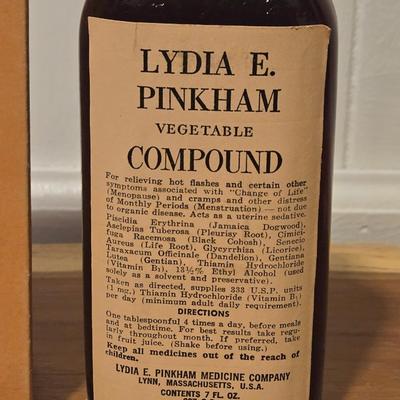 LYDIA E.
PINKHAM
VEGETABLE
COMPOUND
For relieving hot flashes and certain other
symptoms associated with "Change of Life"
(Menopause) and cramps and other distress
of Monthly Periods (Menstruation) — not due
to organic disease. Acts as a uterine sedative.
Piscidia Erythrina (Jamaica Dogwood),
Asclepias Tuberosa (Pleurisy Root), Cimici-
fuga Racemosa (Black Cohosh), Senecio
Aureus (Life Root), Glycyrrhiza (Licorice),
Taraxacum Officinale (Dandelion), Gentiana
Lutea (Gentian), Thiamin Hydrochloride
(Vitamin B₁), 13½% Ethyl Alcohol (used
solely as a solvent and preservative).
Taken as directed, supplies 333 U.S.P. units
(1 mg.) Thiamin Hydrochloride (Vitamin B₁)
per day (minimum adult daily requirement).
DIRECTIONS
One tablespoonful 4 times a day, before meals
and at bedtime. For best results take regu-
larly throughout month. If preferred, take
in fruit juice. (Shake before using.)
Keep all medicines out of the reach of
children.
LYDIA E. PINKHAM MEDICINE COMPANY
LYNN, MASSACHUSETTS, U.S.A.
CONTENTS 7 FL. OZ.